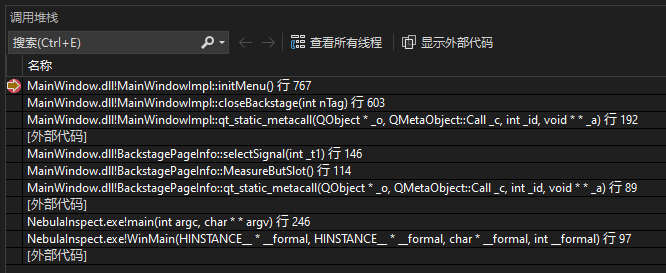 调用堆栈
搜索(Ctrl+E)
查看所有线程
显示外部代码
名称
MainWindow.dll!MainWindowImpl::initMenu() 行 767
MainWindow.dll!MainWindowImpl::closeBackstage(int nTag) 行 603
MainWindow.dll!MainWindowImpl::qt_static_metacall(QObject * _o, QMetaObject::Call _c, int _id, void * * _a) 行 192
[外部代码]
MainWindow.dll!BackstagePageInfo::selectSignal(int _t1) 行 146
MainWindow.dll!BackstagePageInfo::MeasureButSlot() 行 114
MainWindow.dll!BackstagePageInfo::qt_static_metacall(QObject * _o, QMetaObject::Call _c, int _id, void * * _a) 行 89
[外部代码]
NebulaInspect.exe!main(int argc, char * * argv) 行 246
NebulaInspect.exe!WinMain(HINSTANCE__ * __formal, HINSTANCE__ * __formal, char * __formal, int __formal) 行 97
[外部代码]